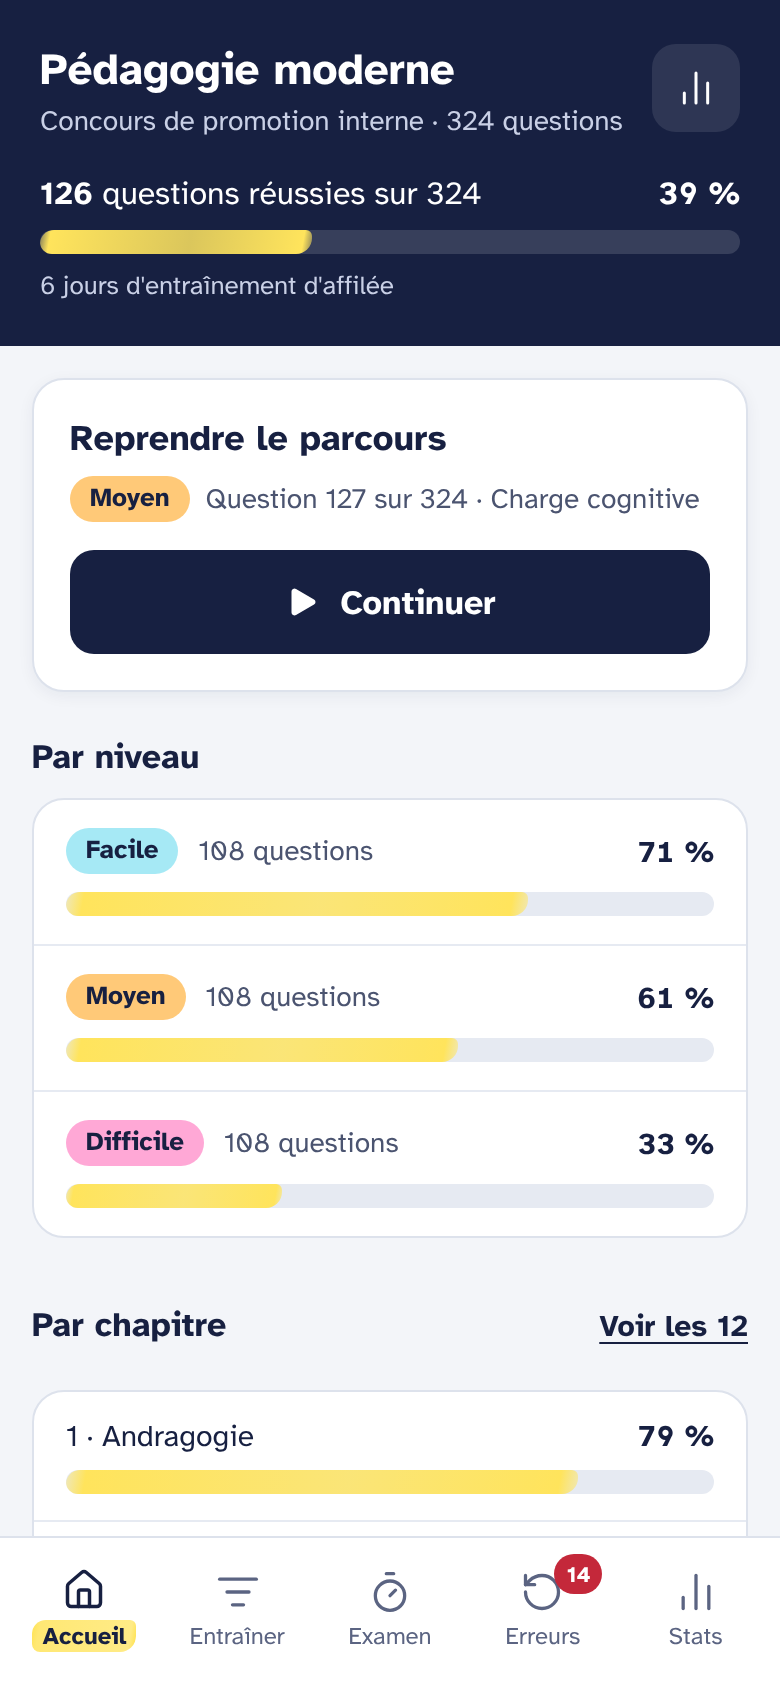 Pédagogie moderne
Concours de promotion interne · 324 questions
126 questions réussies sur 324 39 %
6 jours d'entraînement d'affilée
Reprendre le parcours
Moyen Question 127 sur 324 · Charge cognitive
Continuer
Par niveau
Facile 108 questions 71 %
Moyen 108 questions 61 %
Difficile 108 questions 33 %
Par chapitre Voir les 12
1 · Andragogie 79 %
14
Accueil Entraîner Examen Erreurs Stats